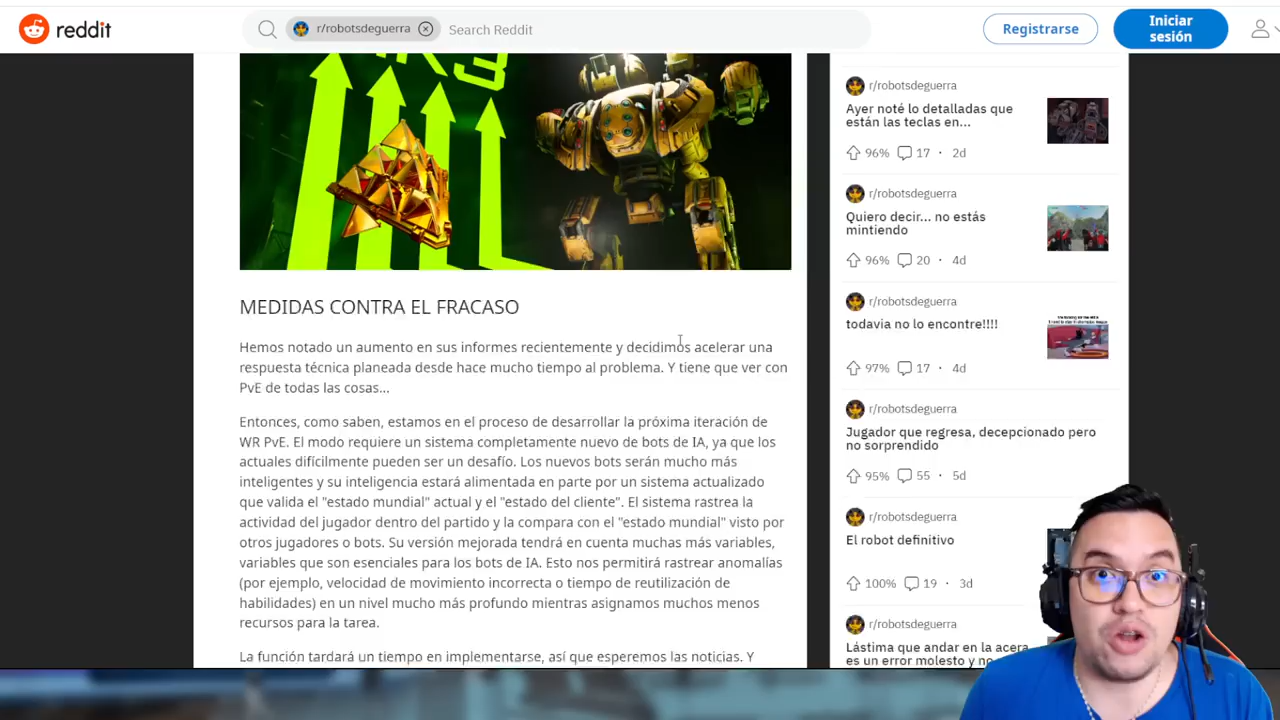 reddit
r/robotsdeguerra
Search Reddit
Registrarse
Iniciar
sesión
MEDIDAS CONTRA EL FRACASO
Hemos notado un aumento en sus informes recientemente y decidimos acelerar una
respuesta técnica planeada desde hace mucho tiempo al problema. Y tiene que ver con
PvE de todas las cosas...
Entonces, como saben, estamos en el proceso de desarrollar la próxima iteración de
WR PvE. El modo requiere un sistema completamente nuevo de bots de IA, ya que los
actuales difícilmente pueden ser un desafío. Los nuevos bots serán mucho más
inteligentes y su inteligencia estará alimentada en parte por un sistema actualizado
que valida el "estado mundial" actual y el "estado del cliente". El sistema rastrea la
actividad del jugador dentro del partido y la compara con el "estado mundial" visto por
otros jugadores o bots. Su versión mejorada tendrá en cuenta muchas más variables,
variables que son esenciales para los bots de IA. Esto nos permitirá rastrear anomalías
(por ejemplo, velocidad de movimiento incorrecta o tiempo de reutilización de
habilidades) en un nivel mucho más profundo mientras asignamos muchos menos
recursos para la tarea.
La función tardará un tiempo en implementarse, así que esperemos las noticias. Y
r/robotsdeguerra
Ayer noté lo detalladas que
están las teclas en...
96% 17 · 2d
r/robotsdeguerra
Quiero decir... no estás
mintiendo
96% 20 · 4d
r/robotsdeguerra
todavia no lo encontre!!!!
97% 17 · 4d
r/robotsdeguerra
Jugador que regresa, decepcionado pero
no sorprendido
95% 55 · 5d
r/robotsdeguerra
El robot definitivo
100% 19 · 3d
r/robotsdeguerra
Lástima que andar en la acera
es un error molesto y no